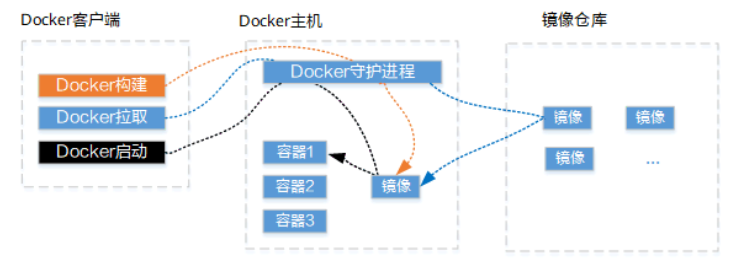 Docker客户端
Docker主机
镜像仓库
Docker构建
Docker拉取
Docker启动
Docker守护进程
容器1
容器2
容器3
镜像
镜像
镜像
镜像
...